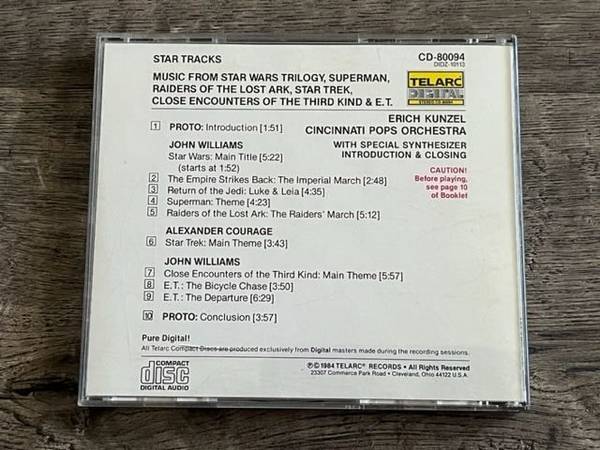 STAR TRACKS
CD-80094
DIDZ-10113
MUSIC FROM STAR WARS TRILOGY, SUPERMAN,
RAIDERS OF THE LOST ARK, STAR TREK,
CLOSE ENCOUNTERS OF THE THIRD KIND & E.T.
TELARC
DIGITAL
STEREO CD-80094
ERICH KUNZEL
CINCINNATI POPS ORCHESTRA
WITH SPECIAL SYNTHESIZER
INTRODUCTION & CLOSING
CAUTION!
Before playing,
see page 10
of Booklet
1 PROTO: Introduction [1:51]
JOHN WILLIAMS
Star Wars: Main Title [5:22]
(starts at 1:52)
2 The Empire Strikes Back: The Imperial March [2:48]
3 Return of the Jedi: Luke & Leia [4:35]
4 Superman: Theme [4:23]
5 Raiders of the Lost Ark: The Raiders' March [5:12]
ALEXANDER COURAGE
6 Star Trek: Main Theme [3:43]
JOHN WILLIAMS
7 Close Encounters of the Third Kind: Main Theme [5:57]
8 E.T.: The Bicycle Chase [3:50]
9 E.T.: The Departure [6:29]
10 PROTO: Conclusion [3:57]
Pure Digital!
All Telarc Compact Discs are produced exclusively from Digital masters made during the recording sessions.
COMPACT
disc
DIGITAL AUDIO
℗©1984 TELARC® RECORDS • All Rights Reserved
23307 Commerce Park Road • Cleveland, Ohio 44122 U.S.A.